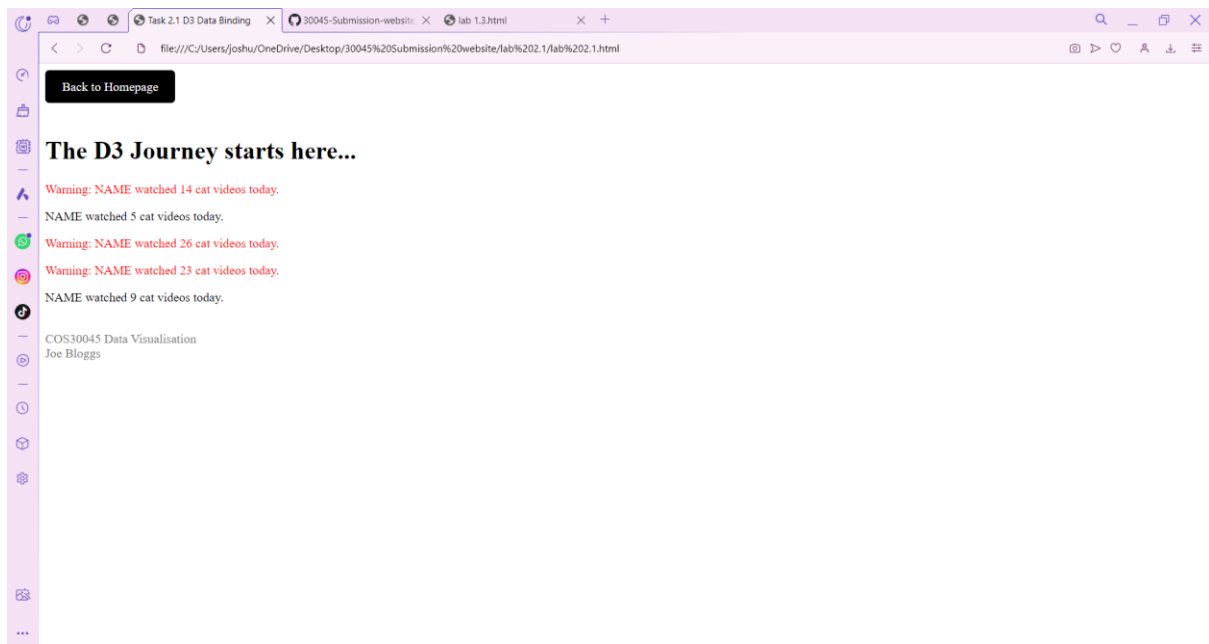 Task 2.1 D3 Data Binding
30045-Submission-website
lab 1.3.html
file:///C:/Users/joshu/OneDrive/Desktop/30045%20Submission%20website/lab%202.1/lab%202.1.html
Back to Homepage
The D3 Journey starts here...
Warning: NAME watched 14 cat videos today.
NAME watched 5 cat videos today.
Warning: NAME watched 26 cat videos today.
Warning: NAME watched 23 cat videos today.
NAME watched 9 cat videos today.
COS30045 Data Visualisation
Joe Bloggs